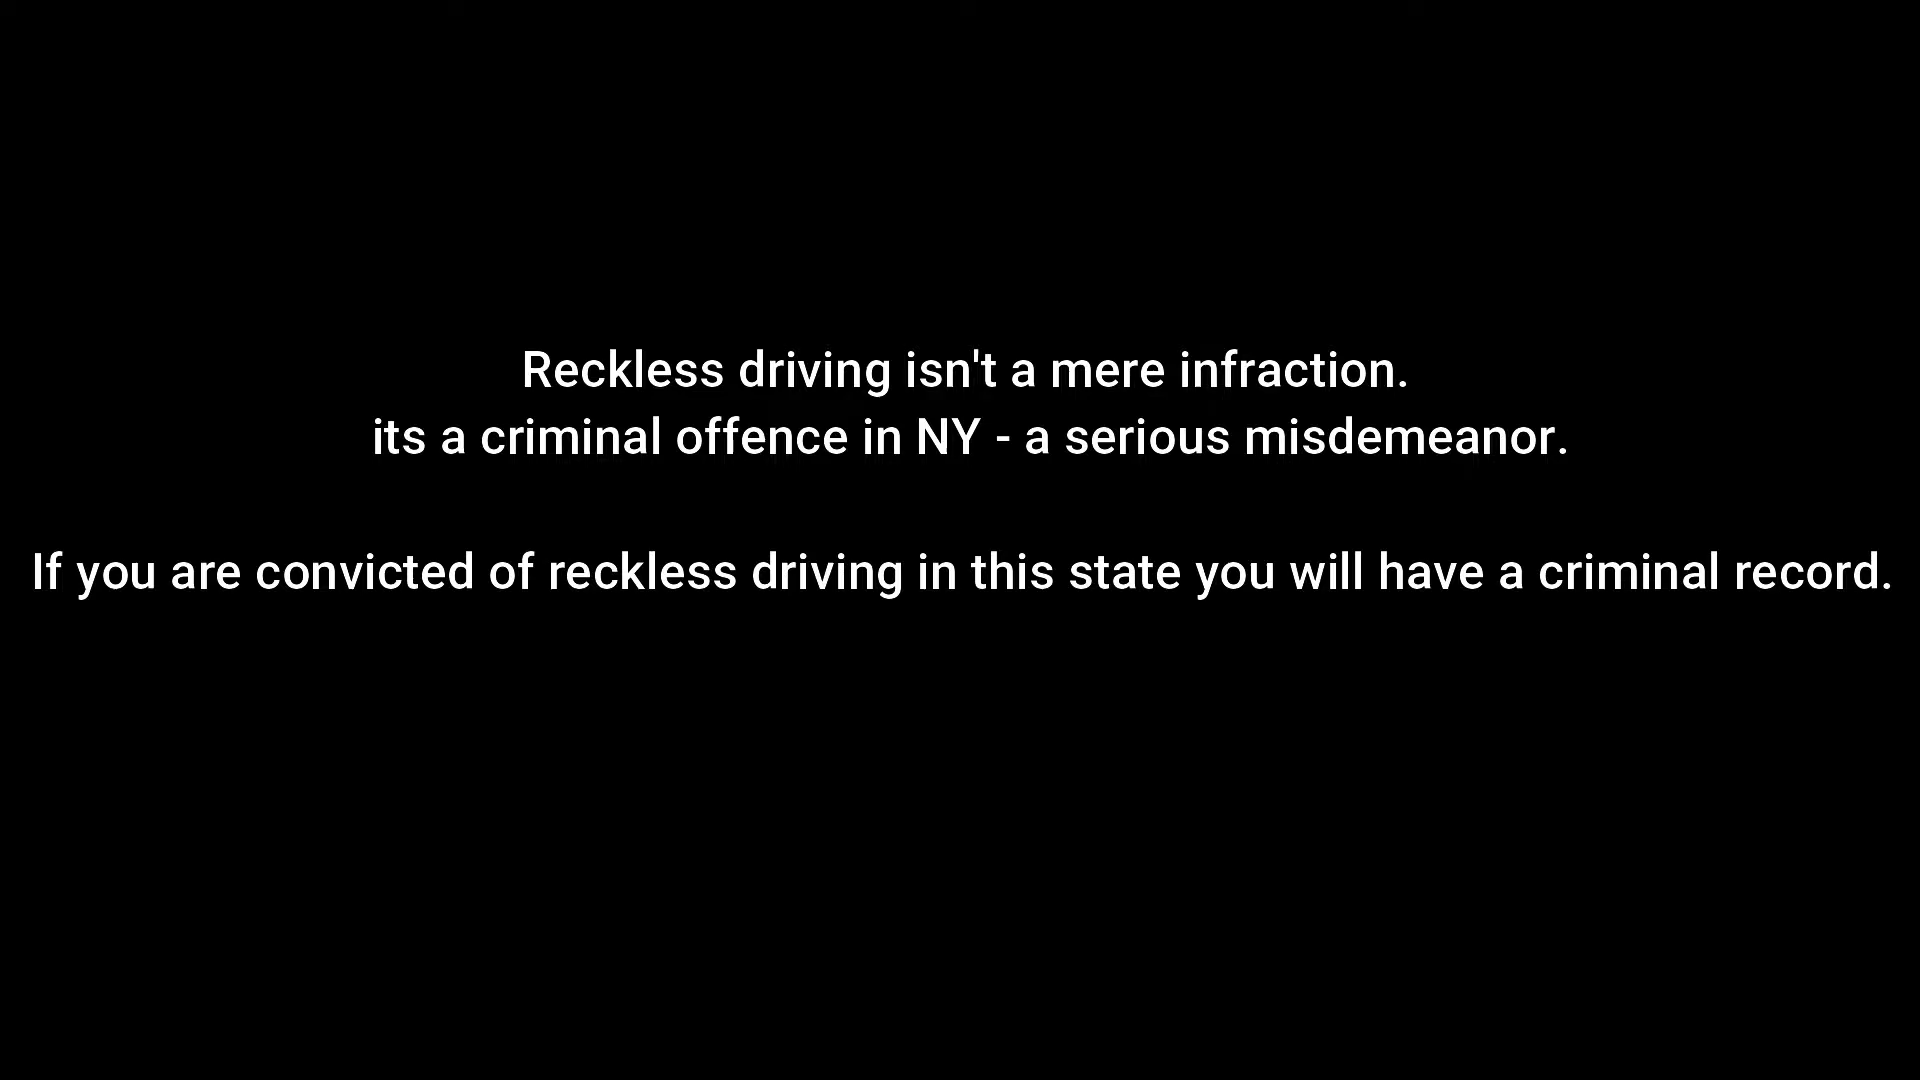 Reckless driving isn't a mere infraction.
its a criminal offence in NY - a serious misdemeanor.
If you are convicted of reckless driving in this state you will have a criminal record.